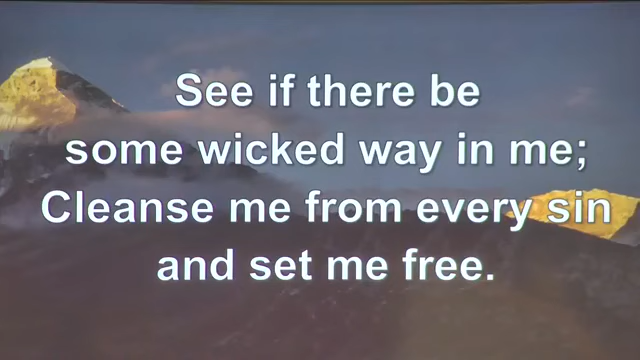 See if there be
some wicked way in me;
Cleanse me from every sin
and set me free.